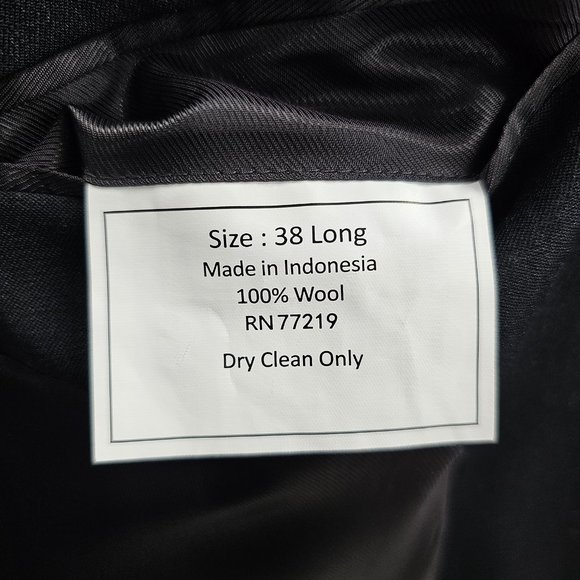 Size : 38 Long
Made in Indonesia
100% Wool
RN 77219
Dry Clean Only